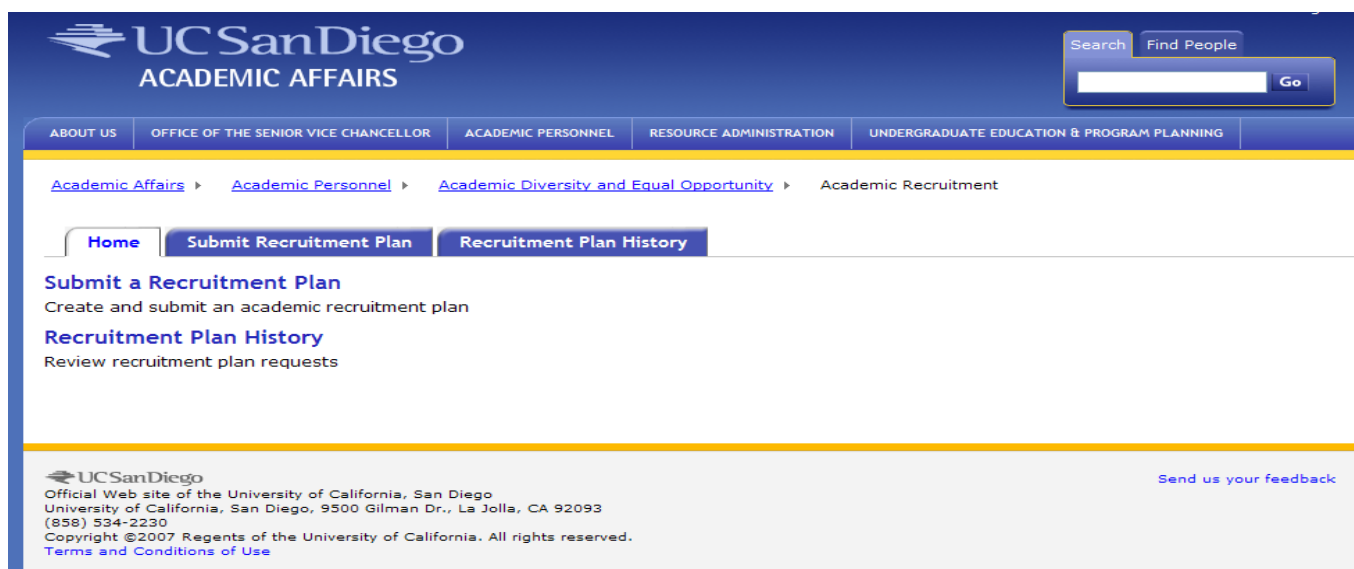 UC San Diego
ACADEMIC AFFAIRS
Search Find People
Go
ABOUT US OFFICE OF THE SENIOR VICE CHANCELLOR ACADEMIC PERSONNEL RESOURCE ADMINISTRATION UNDERGRADUATE EDUCATION & PROGRAM PLANNING
Academic Affairs Academic Personnel Academic Diversity and Equal Opportunity Academic Recruitment
Home Submit Recruitment Plan Recruitment Plan History
Submit a Recruitment Plan
Create and submit an academic recruitment plan
Recruitment Plan History
Review recruitment plan requests
UCSanDiego
Send us your feedback
Official Web site of the University of California, San Diego
University of California, San Diego, 9500 Gilman Dr., La Jolla, CA 92093
(858) 534-2230
Copyright ©2007 Regents of the University of California. All rights reserved.
Terms and Conditions of Use